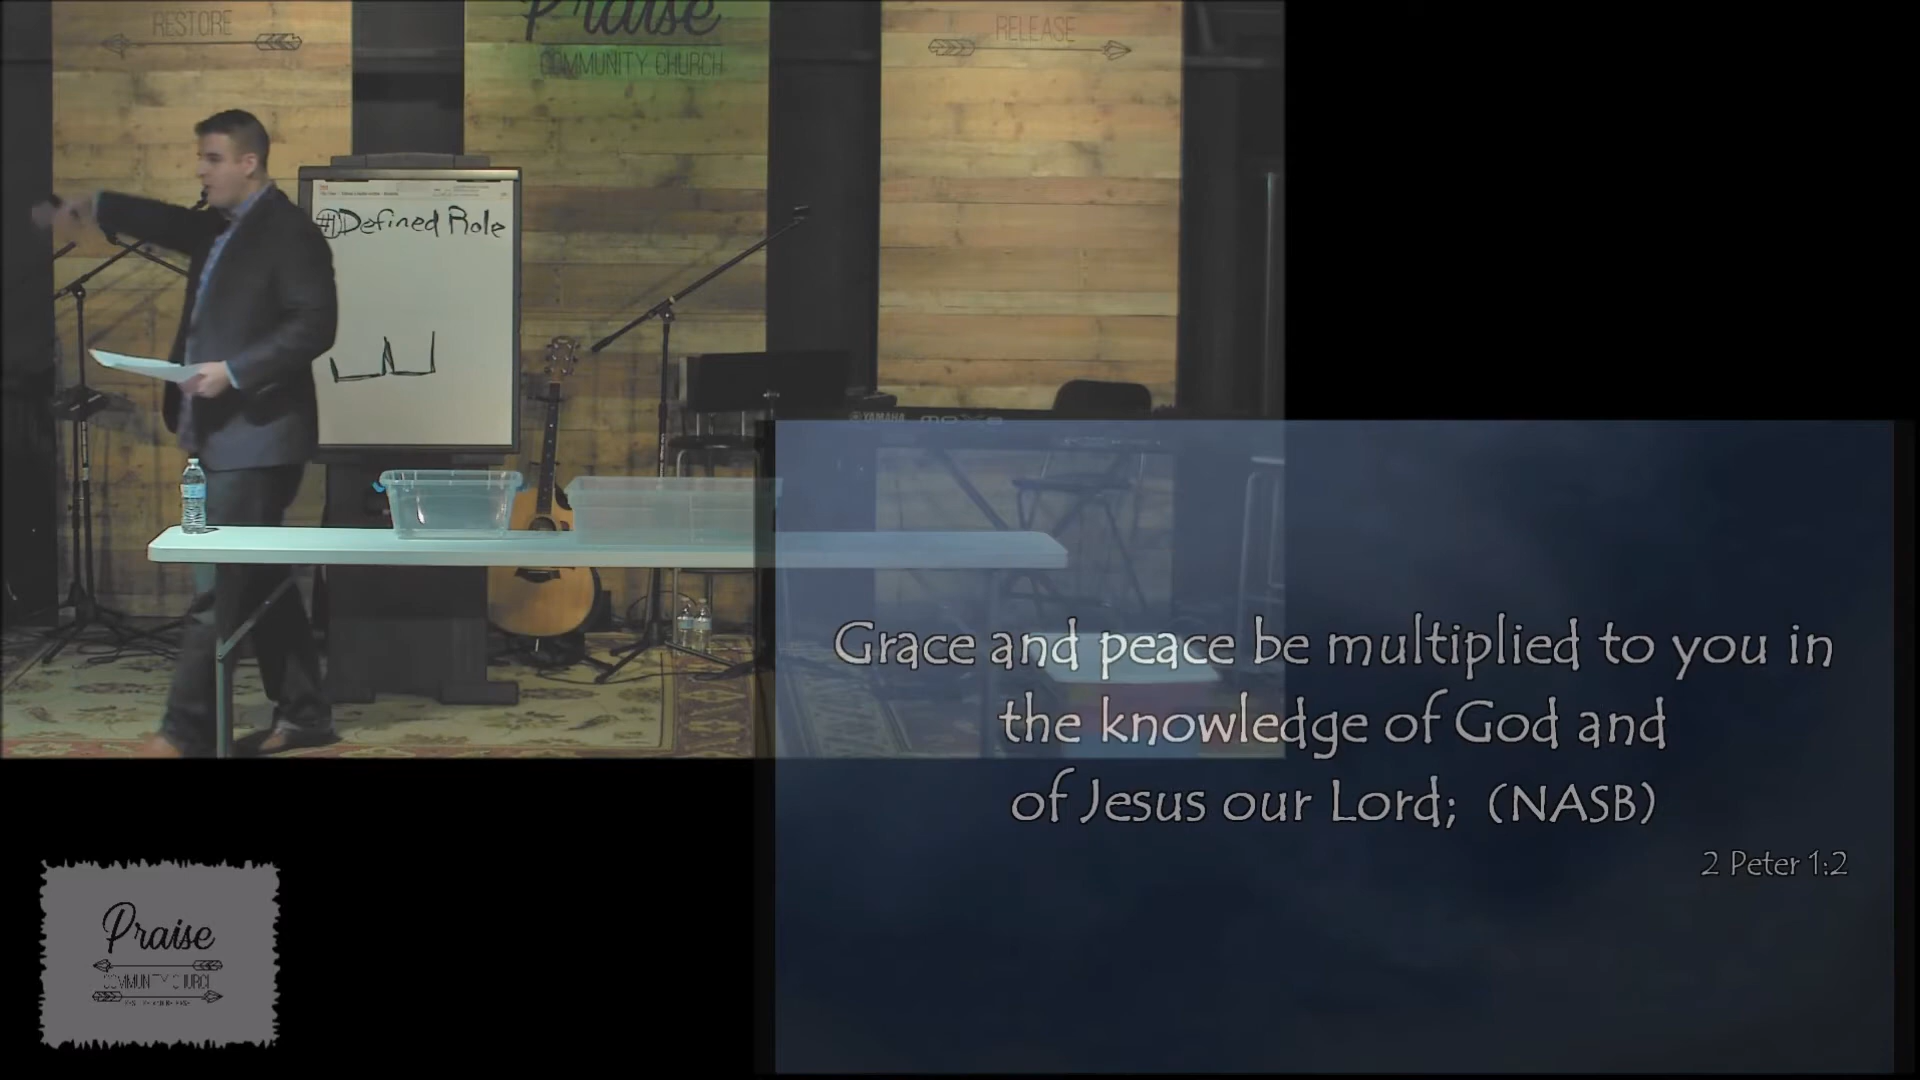 RESTORE
Praise
COMMUNITY CHURCH
RELEASE
#1 Defined Role
YAMAHA
Grace and peace be multiplied to you in
the knowledge of God and
of Jesus our Lord; (NASB)
2 Peter 1:2
Praise
COMMUNITY CHURCH